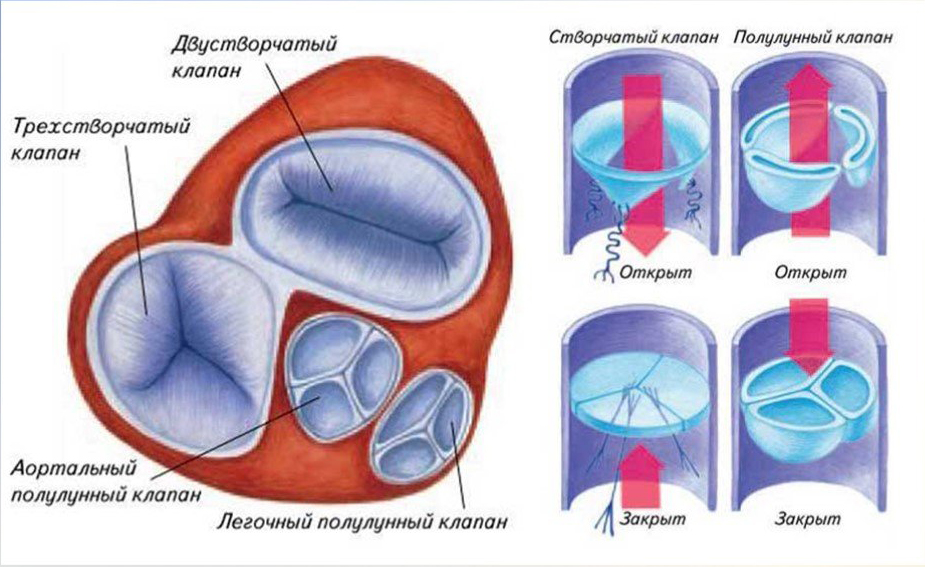 Двустворчатый
клапан
Трехстворчатый
клапан
Аортальный
полулунный клапан
Легочный полулунный клапан
Створчатый клапан
Полулунный клапан
Открыт
Открыт
Закрыт
Закрыт